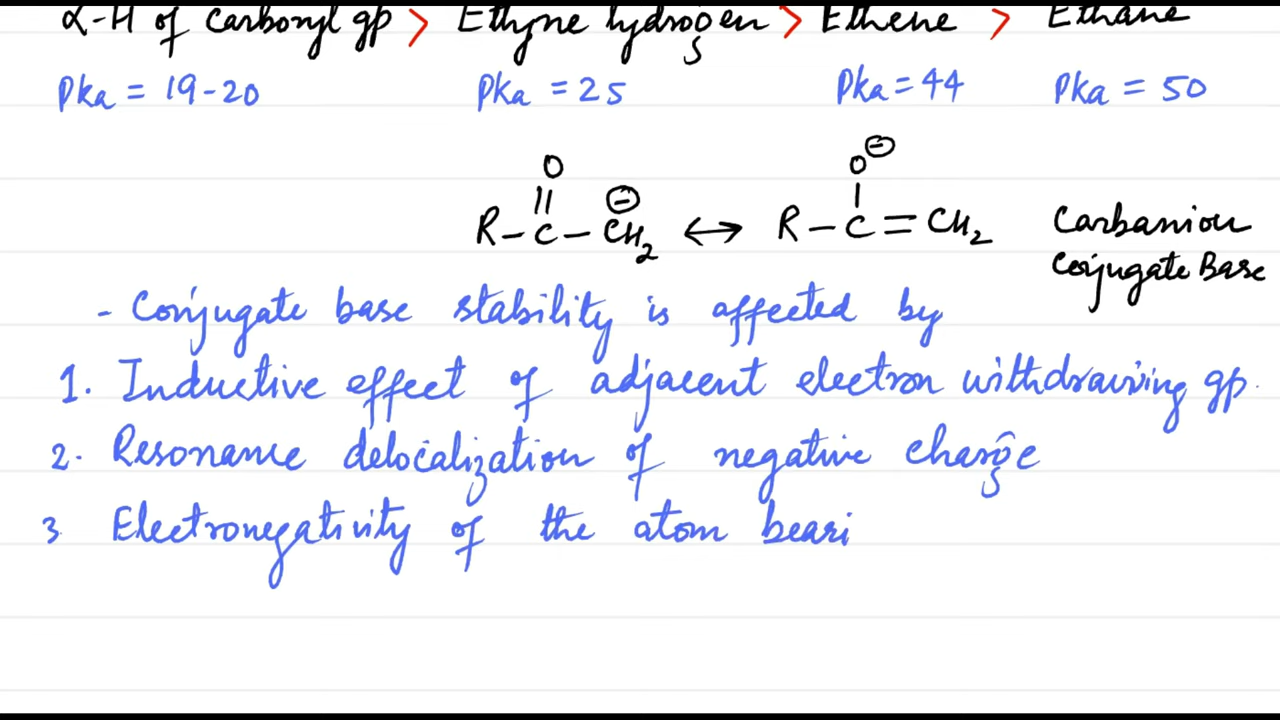 α-H of carbonyl gp > Ethyne hydrogen > Ethene > Ethane
Pka = 19-20 Pka = 25 Pka = 44 Pka = 50
O O⊖
R-C-CH2⊖ ↔ R-C=CH2 Carbanion
Conjugate Base
- Conjugate base stability is affected by
1. Inductive effect of adjacent electron withdrawing gp.
2. Resonance delocalization of negative charge
3 Electronegativity of the atom beari